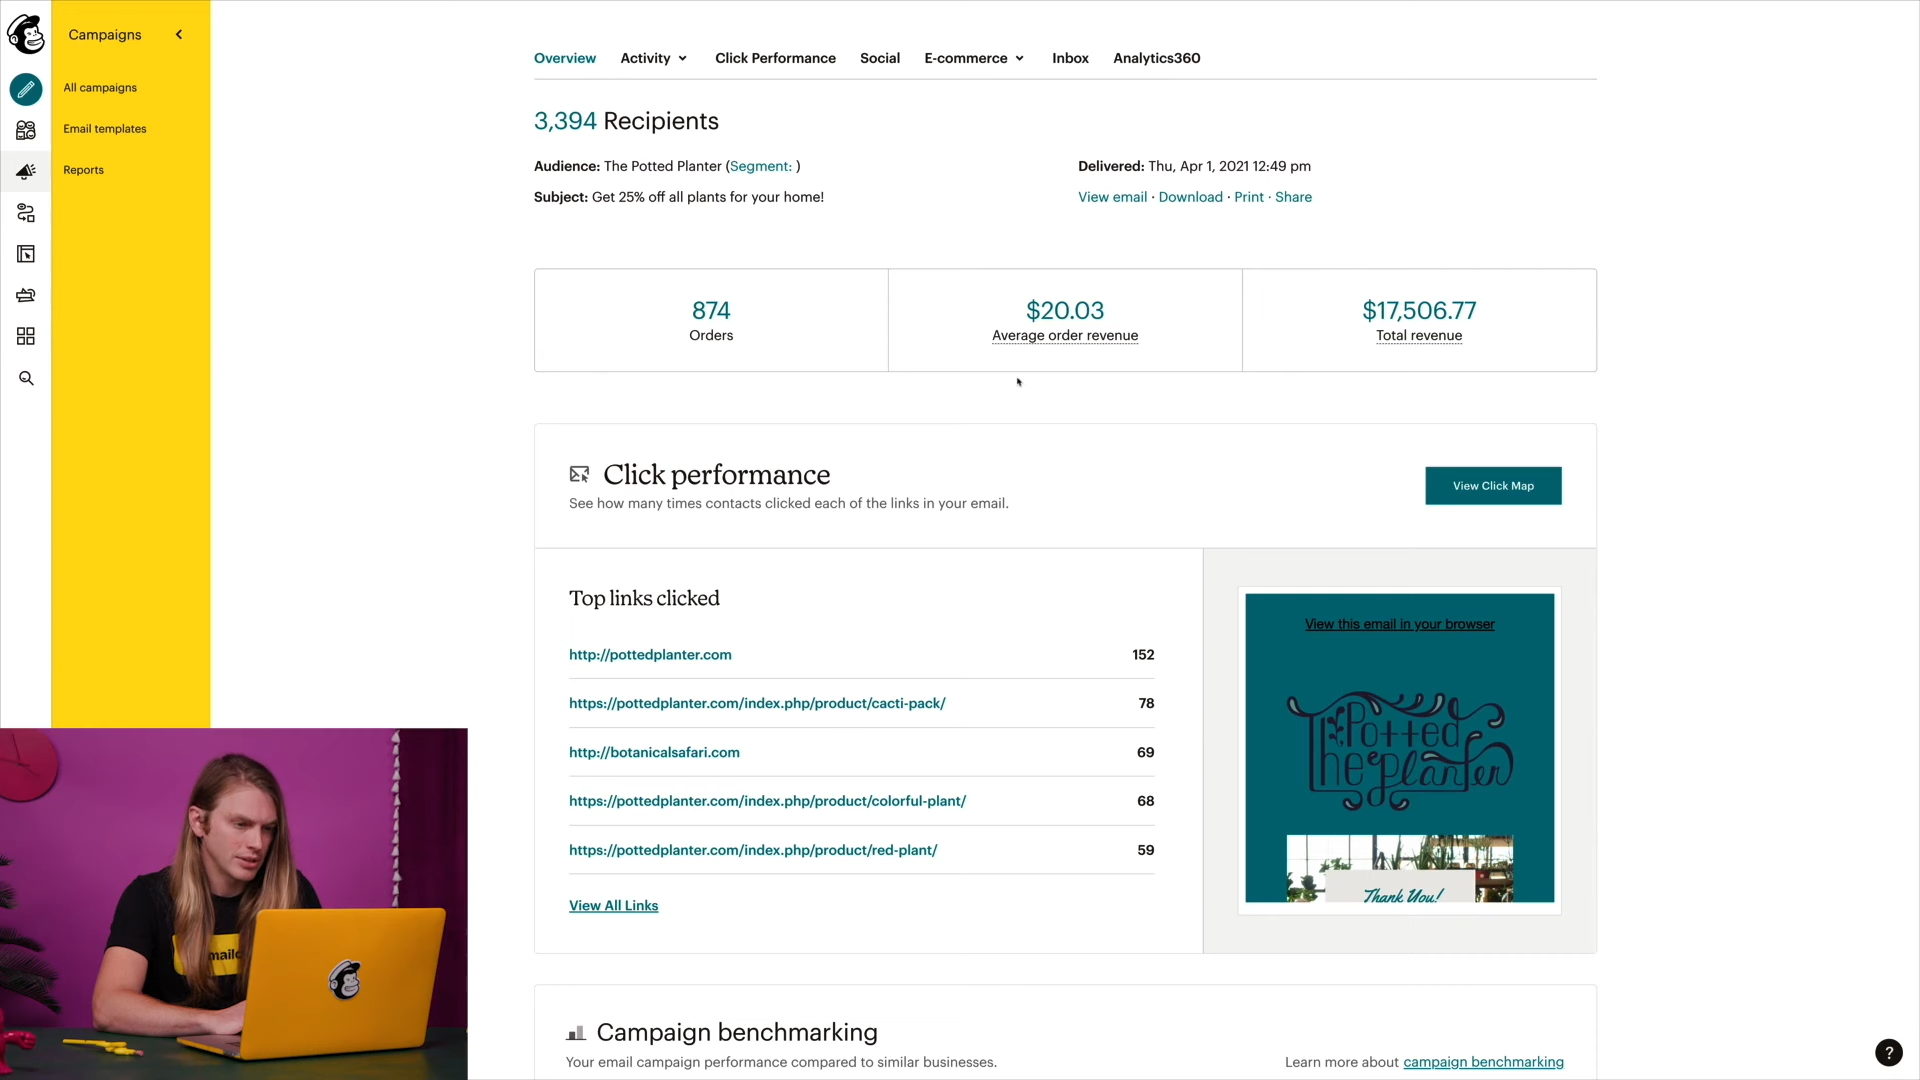 Campaigns
All campaigns
Email templates
Reports
Overview Activity Click Performance Social E-commerce Inbox Analytics360
3,394 Recipients
Audience: The Potted Planter (Segment: )
Delivered: Thu, Apr 1, 2021 12:49 pm
Subject: Get 25% off all plants for your home!
View email · Download · Print · Share
874
Orders
$20.03
Average order revenue
$17,506.77
Total revenue
Click performance
See how many times contacts clicked each of the links in your email.
View Click Map
Top links clicked
http://pottedplanter.com 152
https://pottedplanter.com/index.php/product/cacti-pack/ 78
http://botanicalsafari.com 69
https://pottedplanter.com/index.php/product/colorful-plant/ 68
https://pottedplanter.com/index.php/product/red-plant/ 59
View All Links
View this email in your browser
The Potted
Planter
Thank You!
Campaign benchmarking
Your email campaign performance compared to similar businesses.
Learn more about campaign benchmarking
?